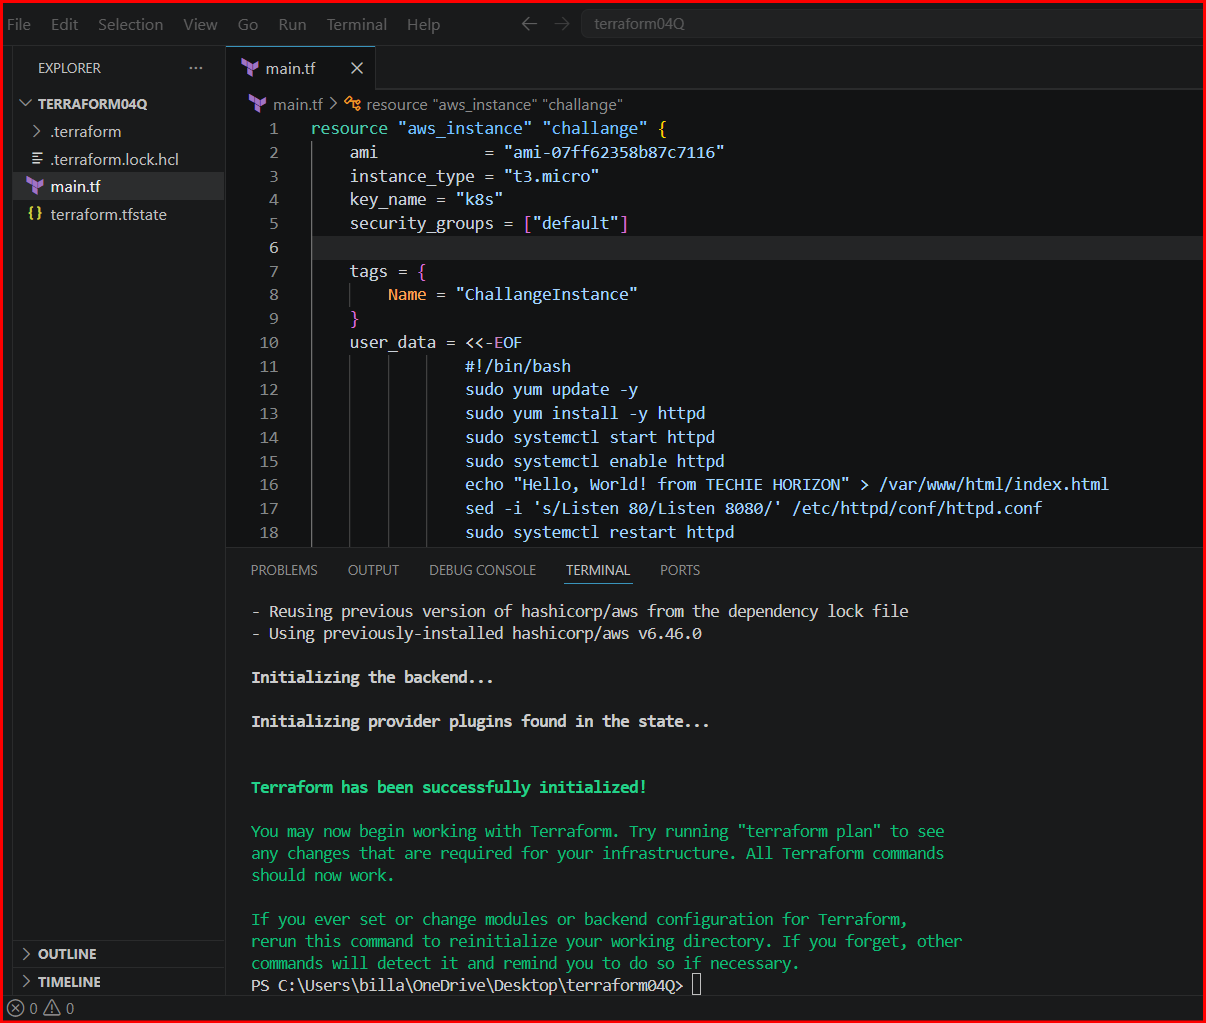 File Edit Selection View Go Run Terminal Help
terraform04Q
EXPLORER ...
TERRAFORM04Q
.terraform
.terraform.lock.hcl
main.tf
terraform.tfstate
OUTLINE
TIMELINE
main.tf
main.tf > resource "aws_instance" "challange"
1 resource "aws_instance" "challange" {
2 ami = "ami-07ff62358b87c7116"
3 instance_type = "t3.micro"
4 key_name = "k8s"
5 security_groups = ["default"]
6
7 tags = {
8 Name = "ChallangeInstance"
9 }
10 user_data = <<-EOF
11 #!/bin/bash
12 sudo yum update -y
13 sudo yum install -y httpd
14 sudo systemctl start httpd
15 sudo systemctl enable httpd
16 echo "Hello, World! from TECHIE HORIZON" > /var/www/html/index.html
17 sed -i 's/Listen 80/Listen 8080/' /etc/httpd/conf/httpd.conf
18 sudo systemctl restart httpd
PROBLEMS OUTPUT DEBUG CONSOLE TERMINAL PORTS
- Reusing previous version of hashicorp/aws from the dependency lock file
- Using previously-installed hashicorp/aws v6.46.0
Initializing the backend...
Initializing provider plugins found in the state...
Terraform has been successfully initialized!
You may now begin working with Terraform. Try running "terraform plan" to see
any changes that are required for your infrastructure. All Terraform commands
should now work.
If you ever set or change modules or backend configuration for Terraform,
rerun this command to reinitialize your working directory. If you forget, other
commands will detect it and remind you to do so if necessary.
PS C:\Users\billa\OneDrive\Desktop\terraform04Q>
0 0